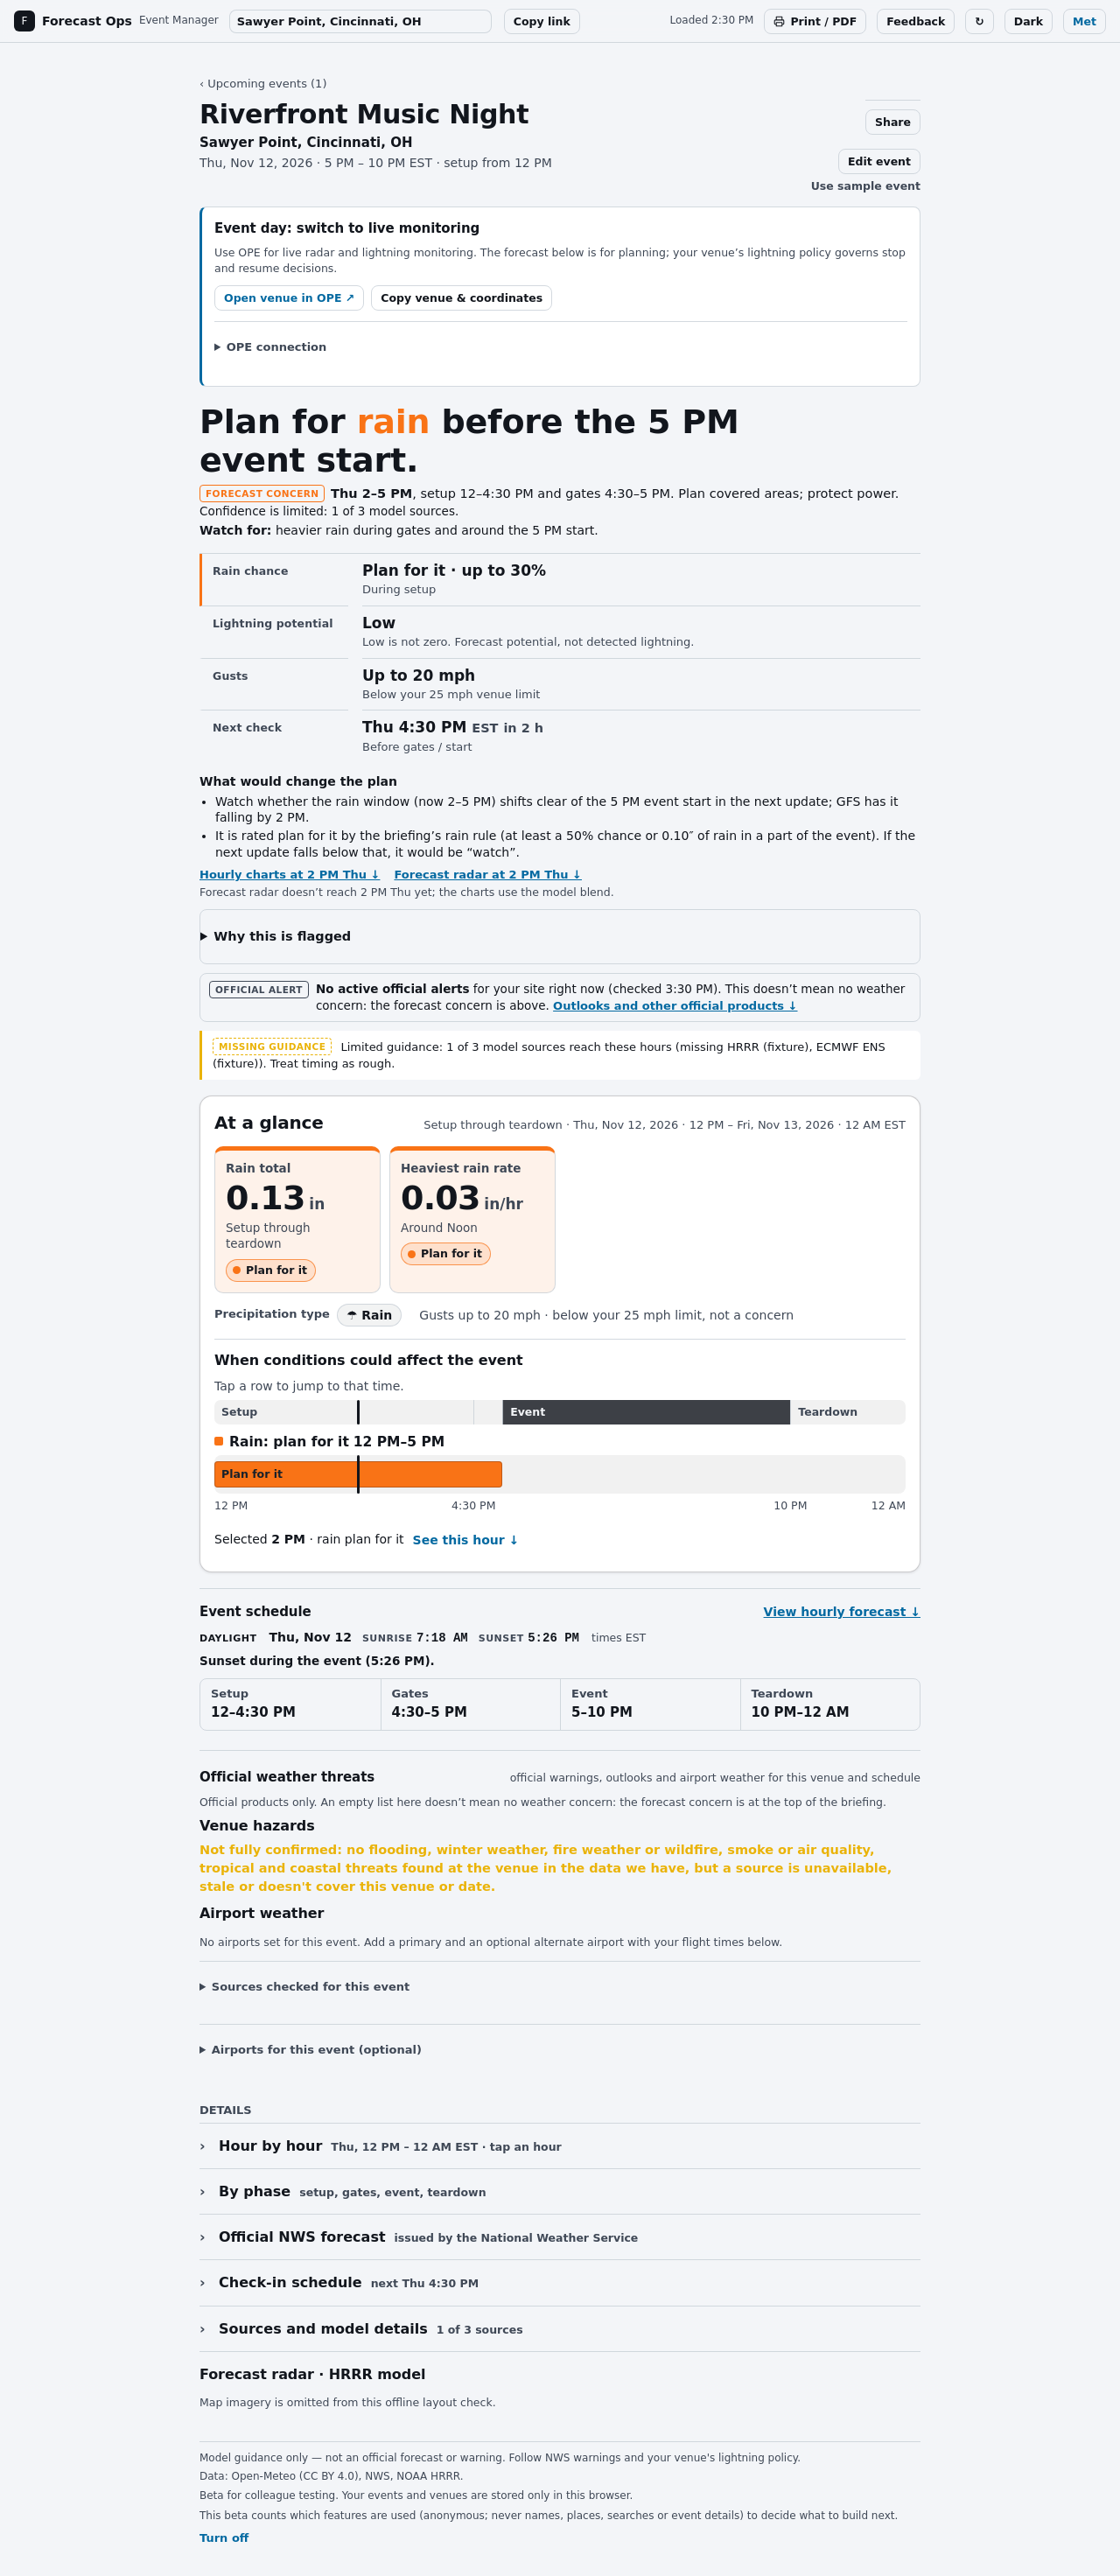 F Forecast Ops Event Manager Sawyer Point, Cincinnati, OH Copy link Loaded 2:30 PM Print / PDF Feedback ↻ Dark Met
‹ Upcoming events (1)
Riverfront Music Night
Share
Sawyer Point, Cincinnati, OH
Thu, Nov 12, 2026 · 5 PM – 10 PM EST · setup from 12 PM
Edit event
Use sample event
Event day: switch to live monitoring
Use OPE for live radar and lightning monitoring. The forecast below is for planning; your venue’s lightning policy governs stop
and resume decisions.
Open venue in OPE ↗ Copy venue & coordinates
▶ OPE connection
Plan for rain before the 5 PM
event start.
FORECAST CONCERN Thu 2–5 PM, setup 12–4:30 PM and gates 4:30–5 PM. Plan covered areas; protect power.
Confidence is limited: 1 of 3 model sources.
Watch for: heavier rain during gates and around the 5 PM start.
Rain chance Plan for it · up to 30%
During setup
Lightning potential Low
Low is not zero. Forecast potential, not detected lightning.
Gusts Up to 20 mph
Below your 25 mph venue limit
Next check Thu 4:30 PM EST in 2 h
Before gates / start
What would change the plan
• Watch whether the rain window (now 2–5 PM) shifts clear of the 5 PM event start in the next update; GFS has it
falling by 2 PM.
• It is rated plan for it by the briefing’s rain rule (at least a 50% chance or 0.10″ of rain in a part of the event). If the
next update falls below that, it would be “watch”.
Hourly charts at 2 PM Thu ↓ Forecast radar at 2 PM Thu ↓
Forecast radar doesn’t reach 2 PM Thu yet; the charts use the model blend.
▶ Why this is flagged
OFFICIAL ALERT No active official alerts for your site right now (checked 3:30 PM). This doesn’t mean no weather
concern: the forecast concern is above. Outlooks and other official products ↓
MISSING GUIDANCE Limited guidance: 1 of 3 model sources reach these hours (missing HRRR (fixture), ECMWF ENS
(fixture)). Treat timing as rough.
At a glance Setup through teardown · Thu, Nov 12, 2026 · 12 PM – Fri, Nov 13, 2026 · 12 AM EST
Rain total Heaviest rain rate
0.13 in 0.03 in/hr
Setup through Around Noon
teardown Plan for it
Plan for it
Precipitation type ☂ Rain Gusts up to 20 mph · below your 25 mph limit, not a concern
When conditions could affect the event
Tap a row to jump to that time.
Setup Event Teardown
Rain: plan for it 12 PM–5 PM
Plan for it
12 PM 4:30 PM 10 PM 12 AM
Selected 2 PM · rain plan for it See this hour ↓
Event schedule View hourly forecast ↓
DAYLIGHT Thu, Nov 12 SUNRISE 7:18 AM SUNSET 5:26 PM times EST
Sunset during the event (5:26 PM).
Setup Gates Event Teardown
12–4:30 PM 4:30–5 PM 5–10 PM 10 PM–12 AM
Official weather threats official warnings, outlooks and airport weather for this venue and schedule
Official products only. An empty list here doesn’t mean no weather concern: the forecast concern is at the top of the briefing.
Venue hazards
Not fully confirmed: no flooding, winter weather, fire weather or wildfire, smoke or air quality,
tropical and coastal threats found at the venue in the data we have, but a source is unavailable,
stale or doesn't cover this venue or date.
Airport weather
No airports set for this event. Add a primary and an optional alternate airport with your flight times below.
▶ Sources checked for this event
▶ Airports for this event (optional)
DETAILS
› Hour by hour Thu, 12 PM – 12 AM EST · tap an hour
› By phase setup, gates, event, teardown
› Official NWS forecast issued by the National Weather Service
› Check-in schedule next Thu 4:30 PM
› Sources and model details 1 of 3 sources
Forecast radar · HRRR model
Map imagery is omitted from this offline layout check.
Model guidance only — not an official forecast or warning. Follow NWS warnings and your venue's lightning policy.
Data: Open-Meteo (CC BY 4.0), NWS, NOAA HRRR.
Beta for colleague testing. Your events and venues are stored only in this browser.
This beta counts which features are used (anonymous; never names, places, searches or event details) to decide what to build next.
Turn off